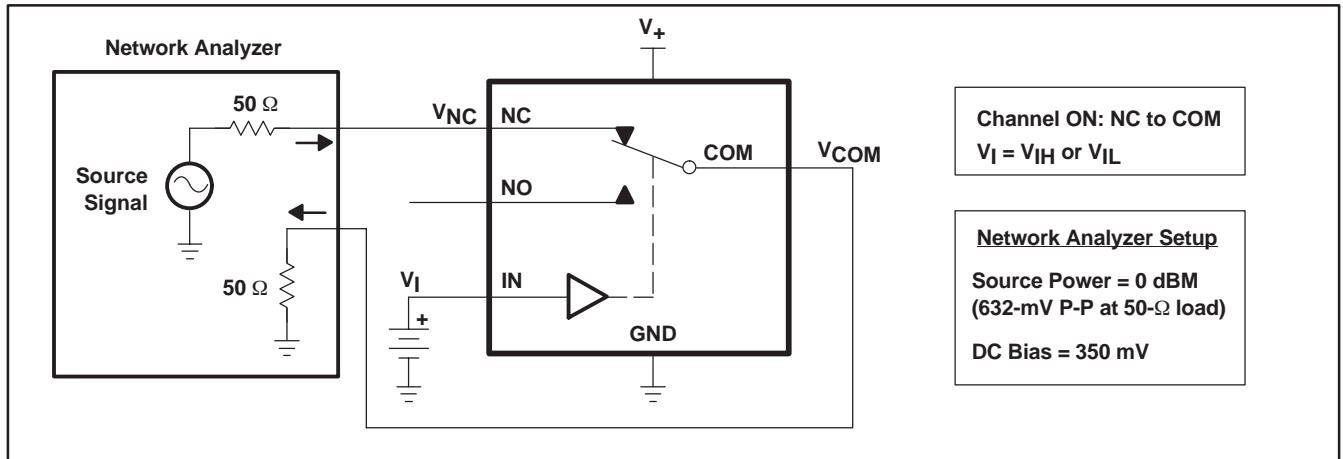 Network Analyzer
V+
50 Ω
VNC
NC
COM
VCOM
Source
Signal
NO
50 Ω
VI
IN
+
GND
Channel ON: NC to COM
VI = VIH or VIL
Network Analyzer Setup
Source Power = 0 dBM
(632-mV P-P at 50-Ω load)
DC Bias = 350 mV